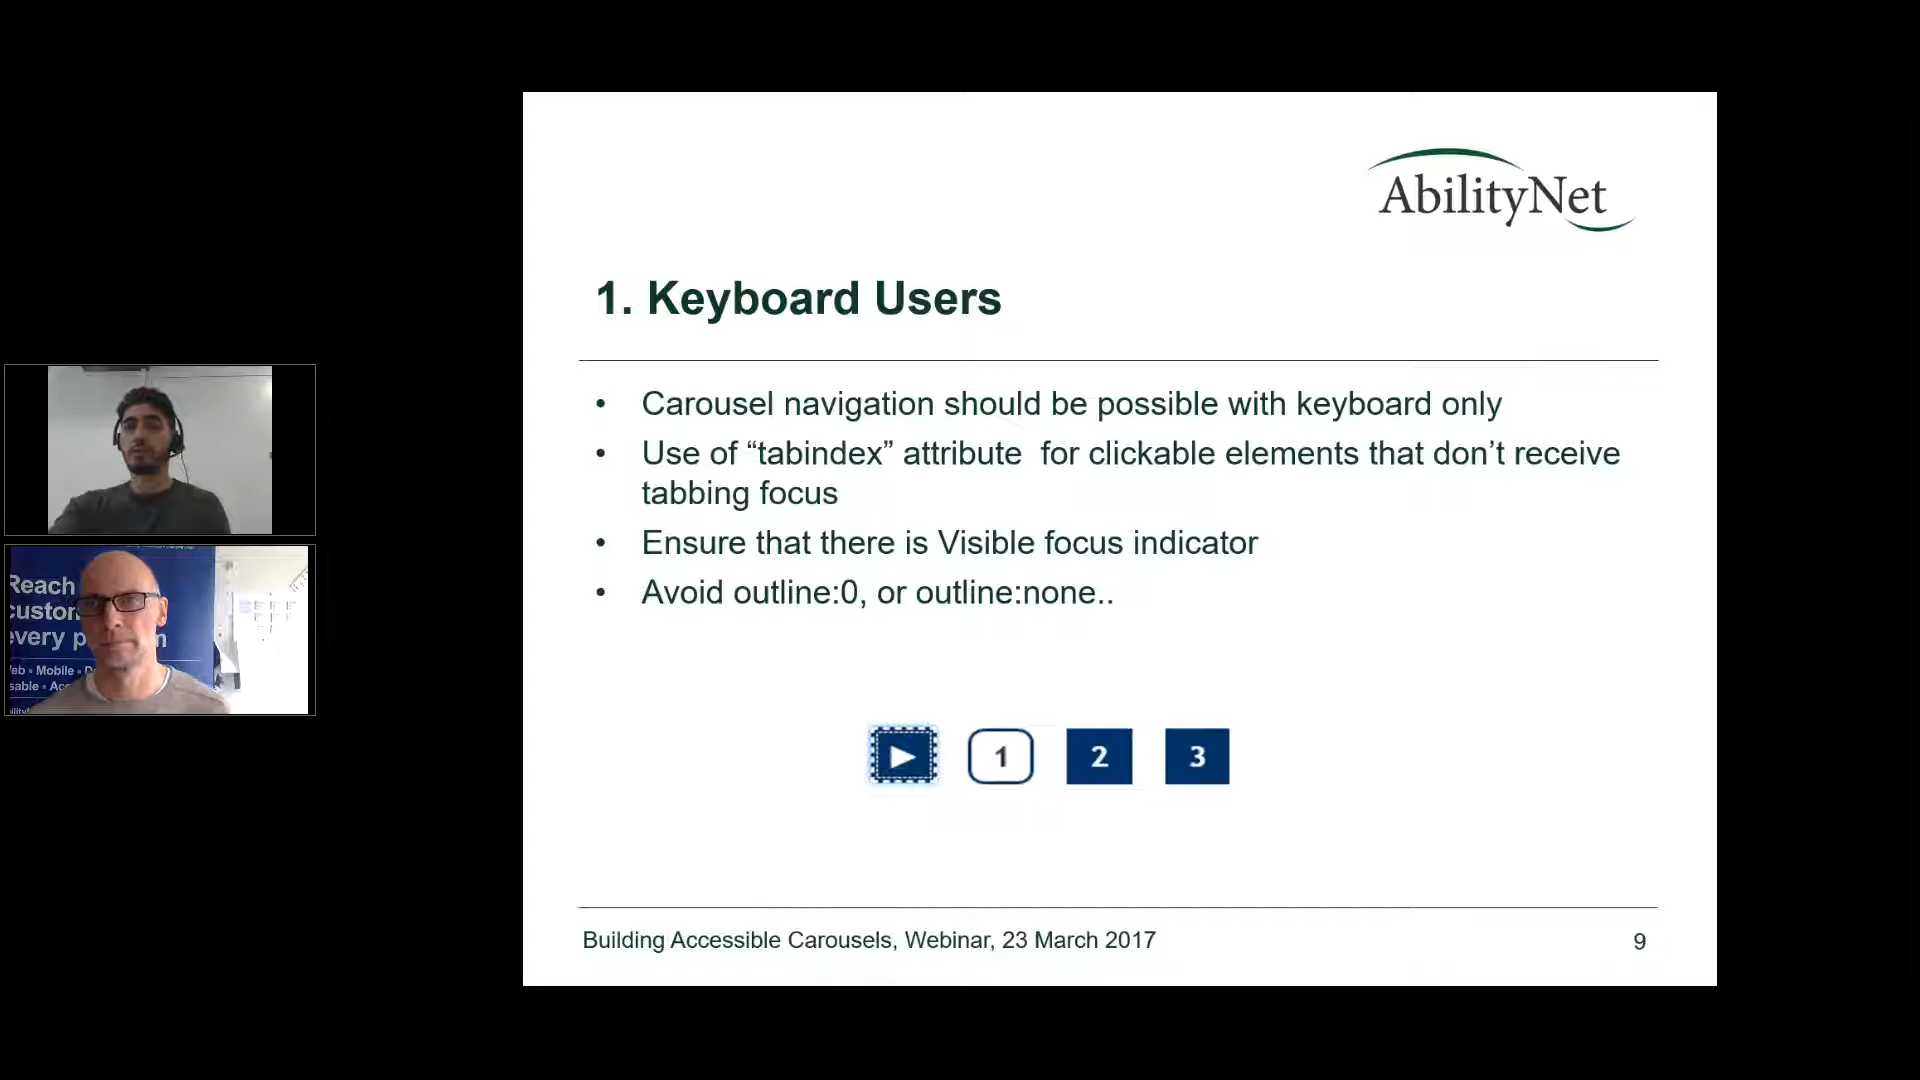 AbilityNet
1. Keyboard Users
• Carousel navigation should be possible with keyboard only
• Use of “tabindex” attribute for clickable elements that don’t receive
tabbing focus
• Ensure that there is Visible focus indicator
• Avoid outline:0, or outline:none..
1 2 3
Building Accessible Carousels, Webinar, 23 March 2017
9
Reach
every
Mobile